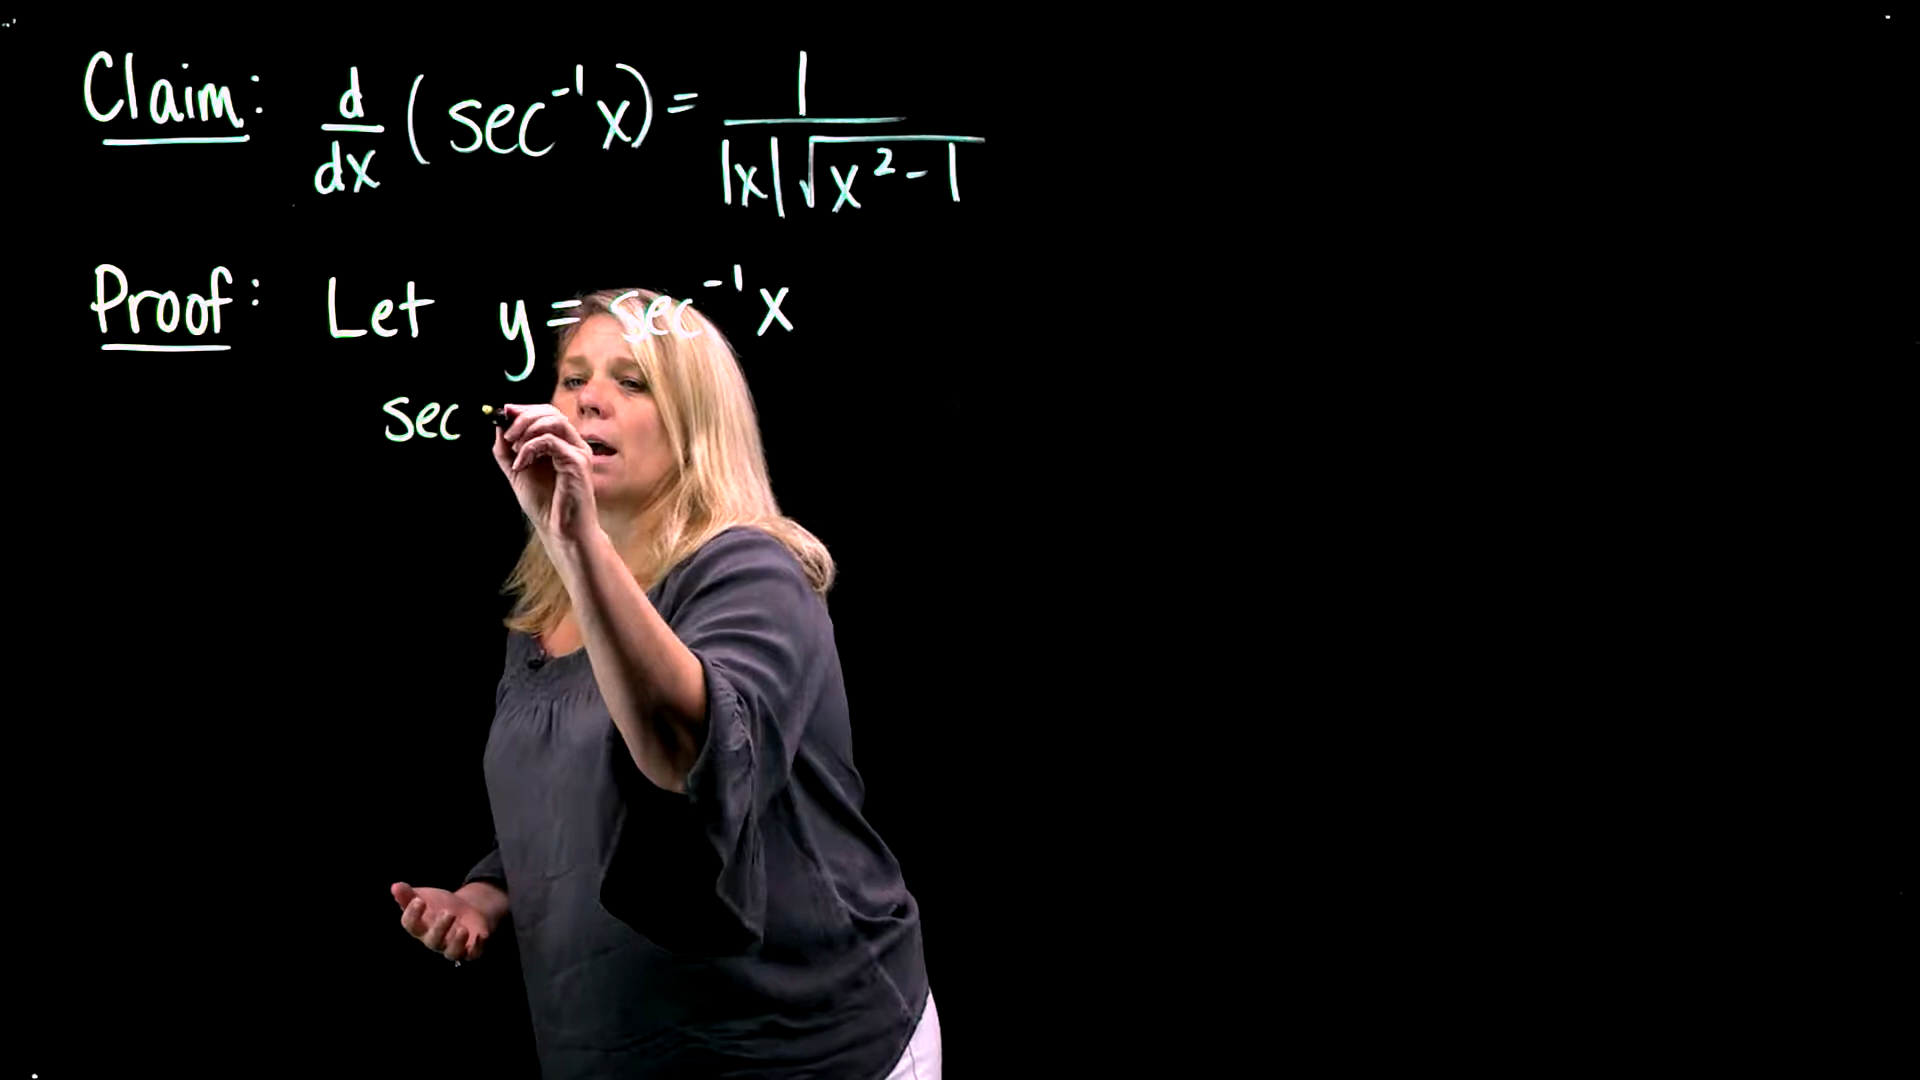 Claim: d/dx (sec⁻¹x) = 1/(|x|√(x²-1))
Proof: Let y = sec⁻¹x
sec